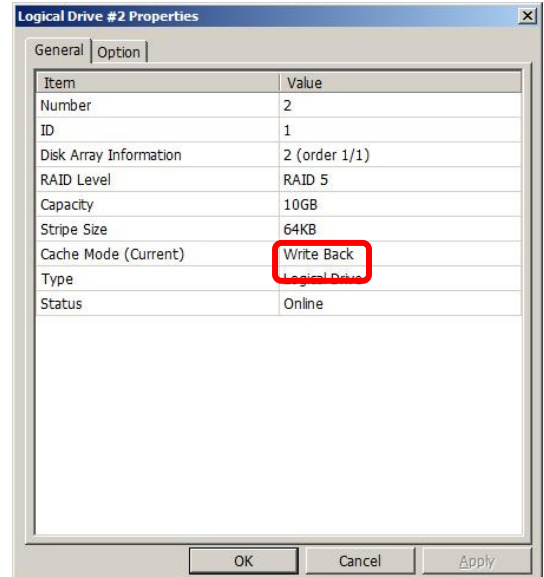 Logical Drive #2 Properties
General Option
Item Value
Number 2
ID 1
Disk Array Information 2 (order 1/1)
RAID Level RAID 5
Capacity 10GB
Stripe Size 64KB
Cache Mode (Current) Write Back
Type Logical Drive
Status Online
OK Cancel Apply